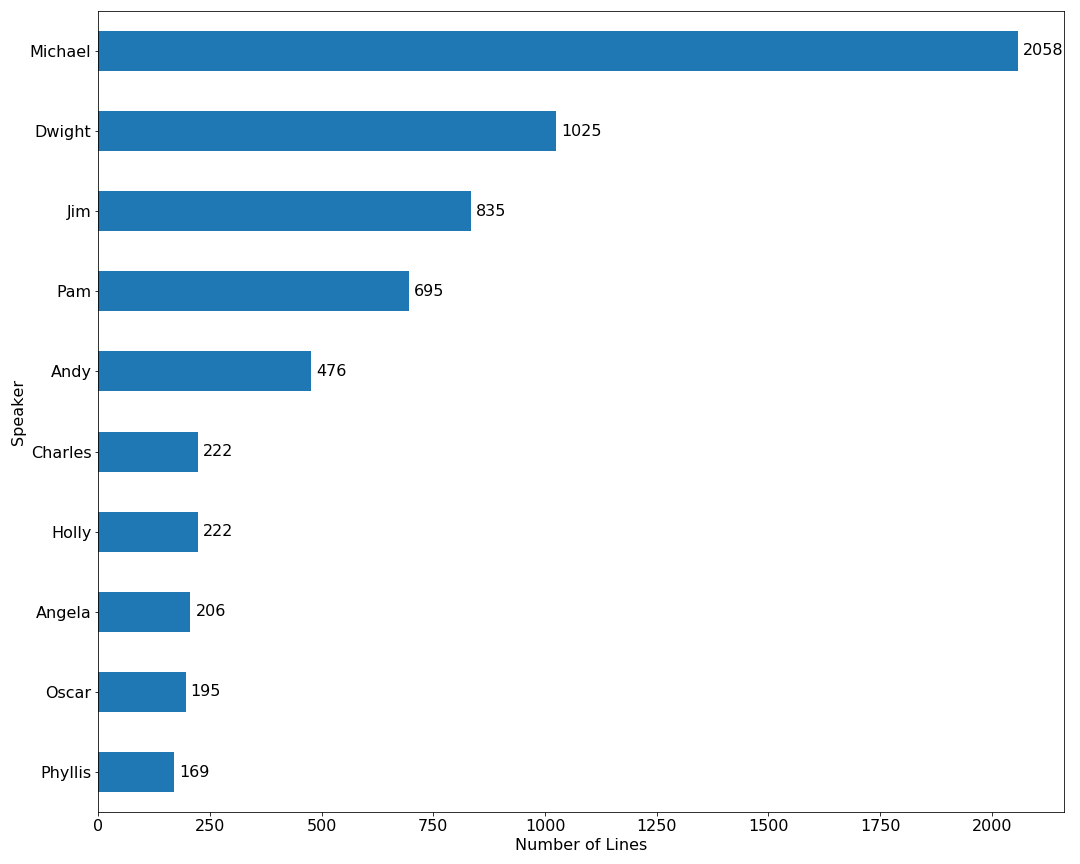 Michael 2058
Dwight 1025
Jim 835
Pam 695
Andy 476
Charles 222
Holly 222
Angela 206
Oscar 195
Phyllis 169
Speaker
0 250 500 750 1000 1250 1500 1750 2000
Number of Lines